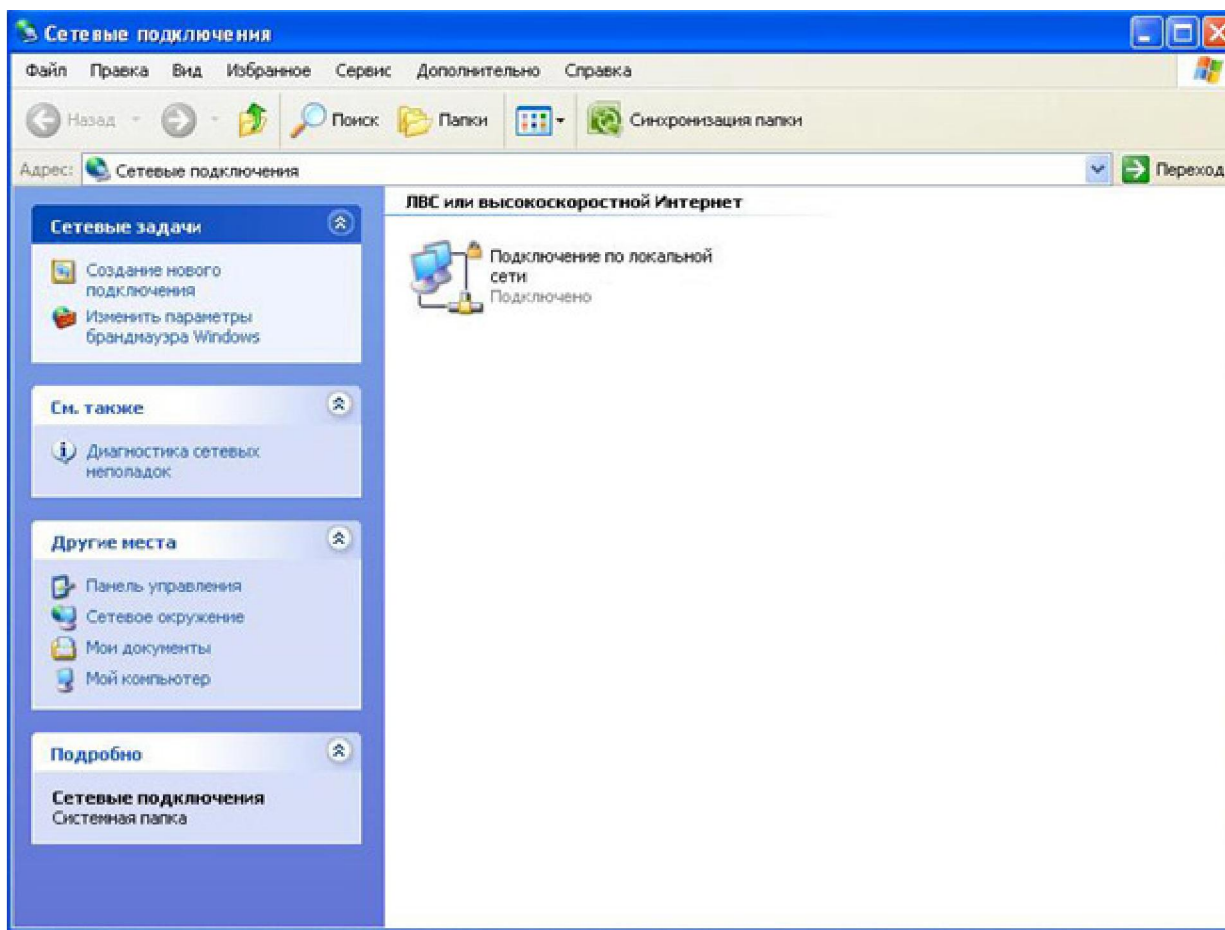 Сетевые подключения
Файл Правка Вид Избранное Сервис Дополнительно Справка
Назад Поиск Папки Синхронизация папки
Адрес: Сетевые подключения Переход
ЛВС или высокоскоростной Интернет
Подключение по локальной
сети
Подключено
Сетевые задачи
Создание нового
подключения
Изменить параметры
брандмауэра Windows
См. также
Диагностика сетевых
неполадок
Другие места
Панель управления
Сетевое окружение
Мои документы
Мой компьютер
Подробно
Сетевые подключения
Системная папка